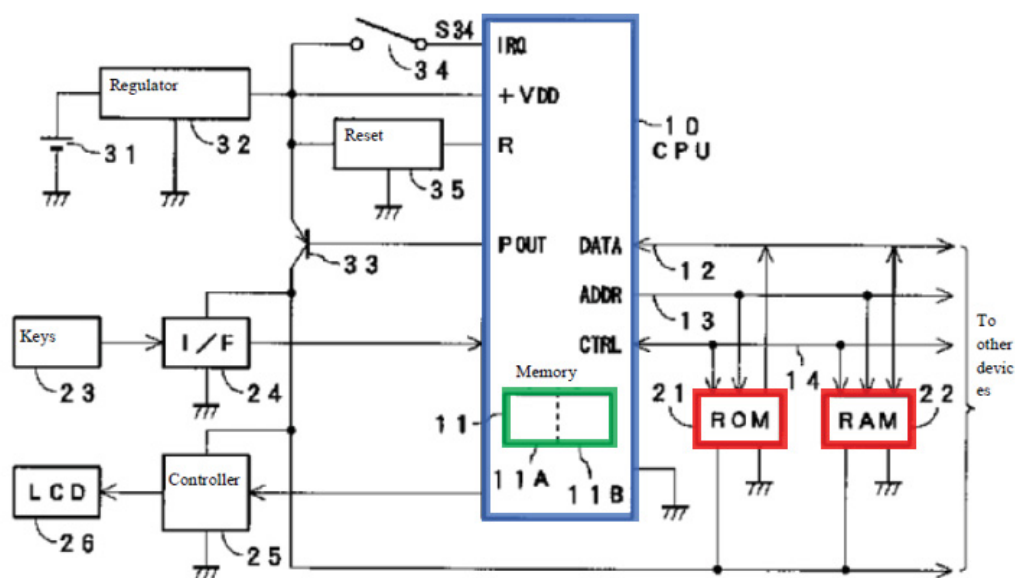 S34
IRQ
34
Regulator
+VDD
31
32
Reset
R
10
CPU
35
POUT
DATA
33
12
ADDR
13
Keys
I/F
CTRL
To
other
devic
es
23
24
Memory
14
21
ROM
RAM
22
11
11A
11B
LCD
Controller
26
25